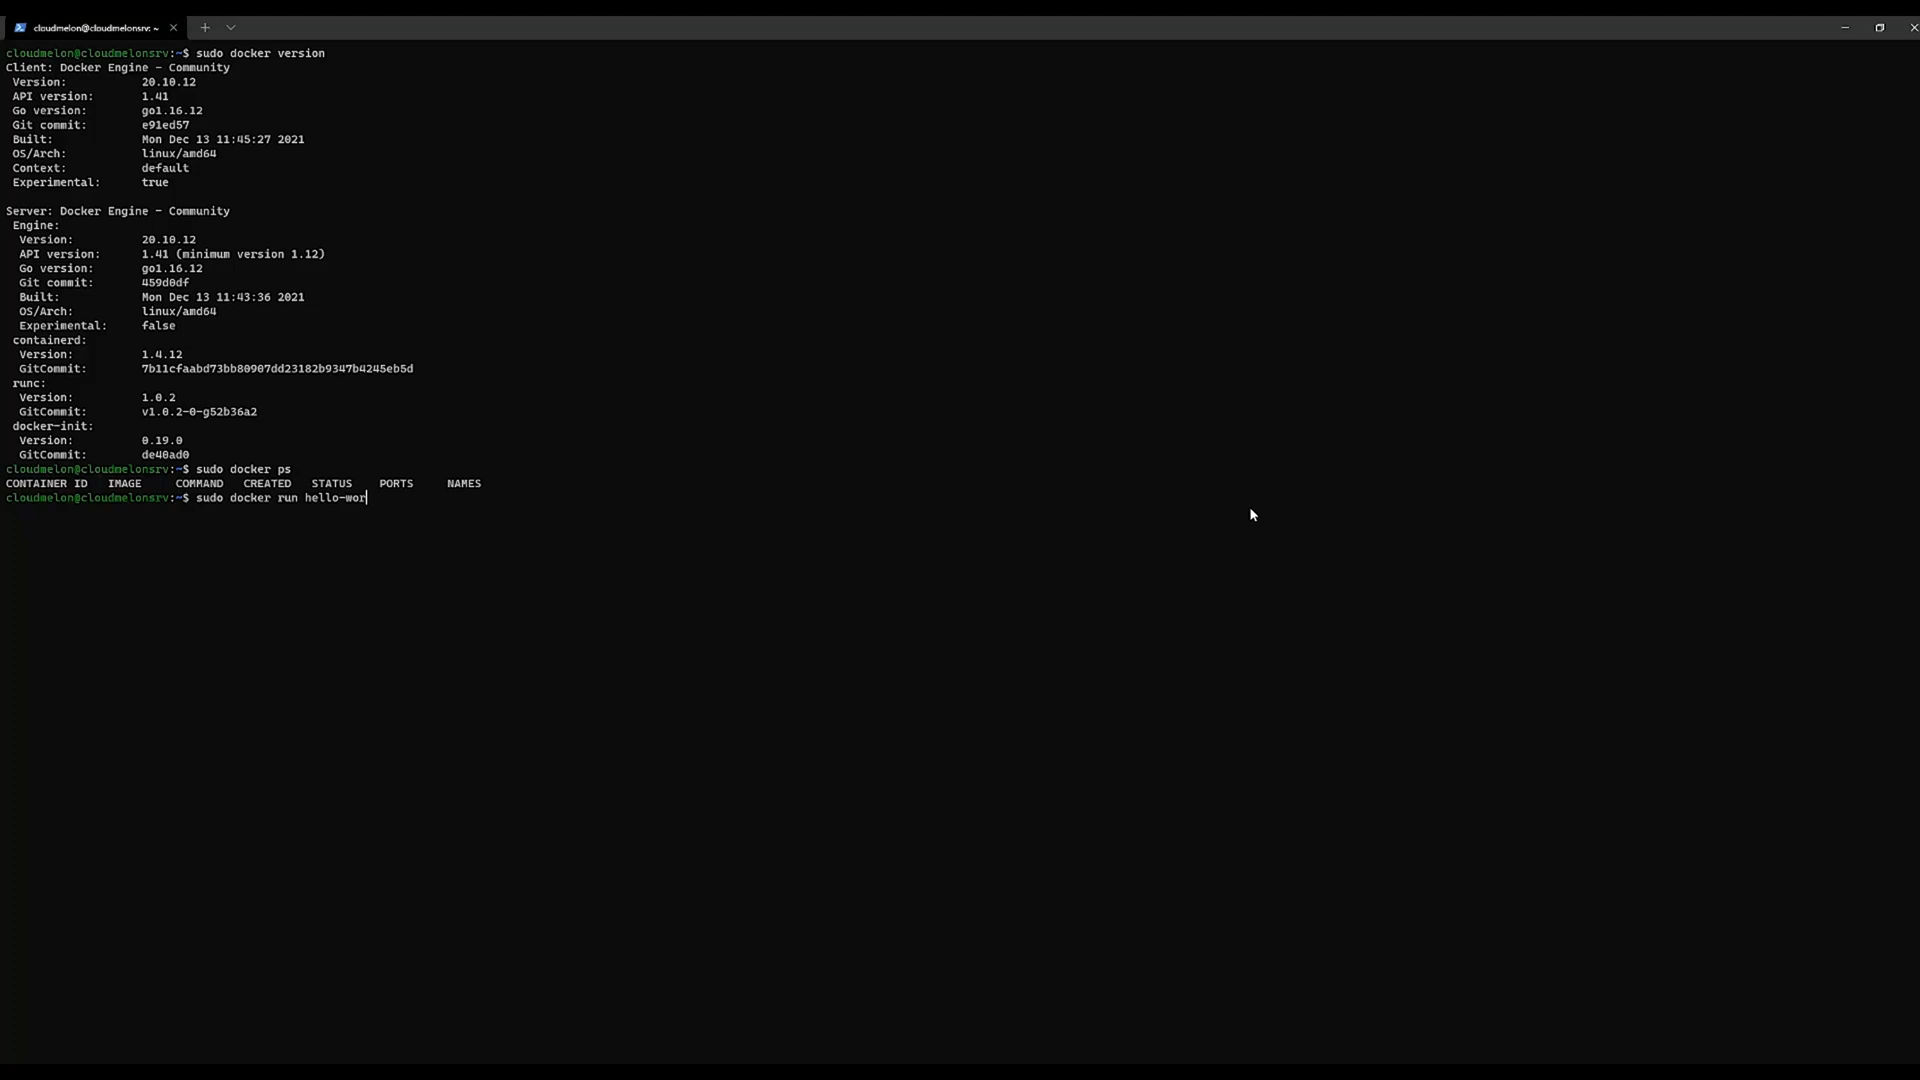 cloudmelon@cloudmelonsrv: ~
cloudmelon@cloudmelonsrv:~$ sudo docker version
Client: Docker Engine - Community
Version: 20.10.12
API version: 1.41
Go version: go1.16.12
Git commit: e91ed57
Built: Mon Dec 13 11:45:27 2021
OS/Arch: linux/amd64
Context: default
Experimental: true
Server: Docker Engine - Community
Engine:
Version: 20.10.12
API version: 1.41 (minimum version 1.12)
Go version: go1.16.12
Git commit: 459d0df
Built: Mon Dec 13 11:43:36 2021
OS/Arch: linux/amd64
Experimental: false
containerd:
Version: 1.4.12
GitCommit: 7b11cfaabd73bb80907dd23182b9347b4245eb5d
runc:
Version: 1.0.2
GitCommit: v1.0.2-0-g52b36a2
docker-init:
Version: 0.19.0
GitCommit: de40ad0
cloudmelon@cloudmelonsrv:~$ sudo docker ps
CONTAINER ID IMAGE COMMAND CREATED STATUS PORTS NAMES
cloudmelon@cloudmelonsrv:~$ sudo docker run hello-wor